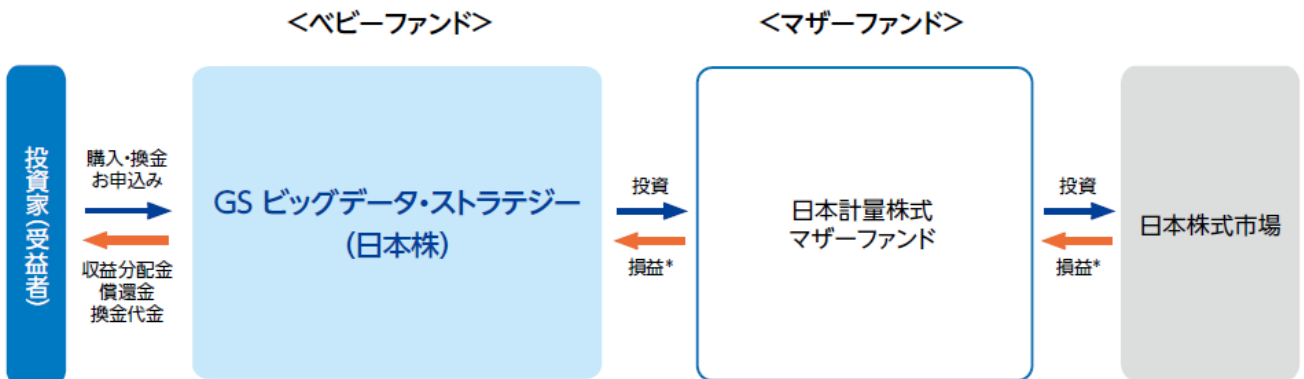 <ベビーファンド>
<マザーファンド>
投資家(受益者)
購入・換金
お申込み
収益分配金
償還金
換金代金
GS ビッグデータ・ストラテジー
(日本株)
投資
損益*
日本計量株式
マザーファンド
投資
損益*
日本株式市場